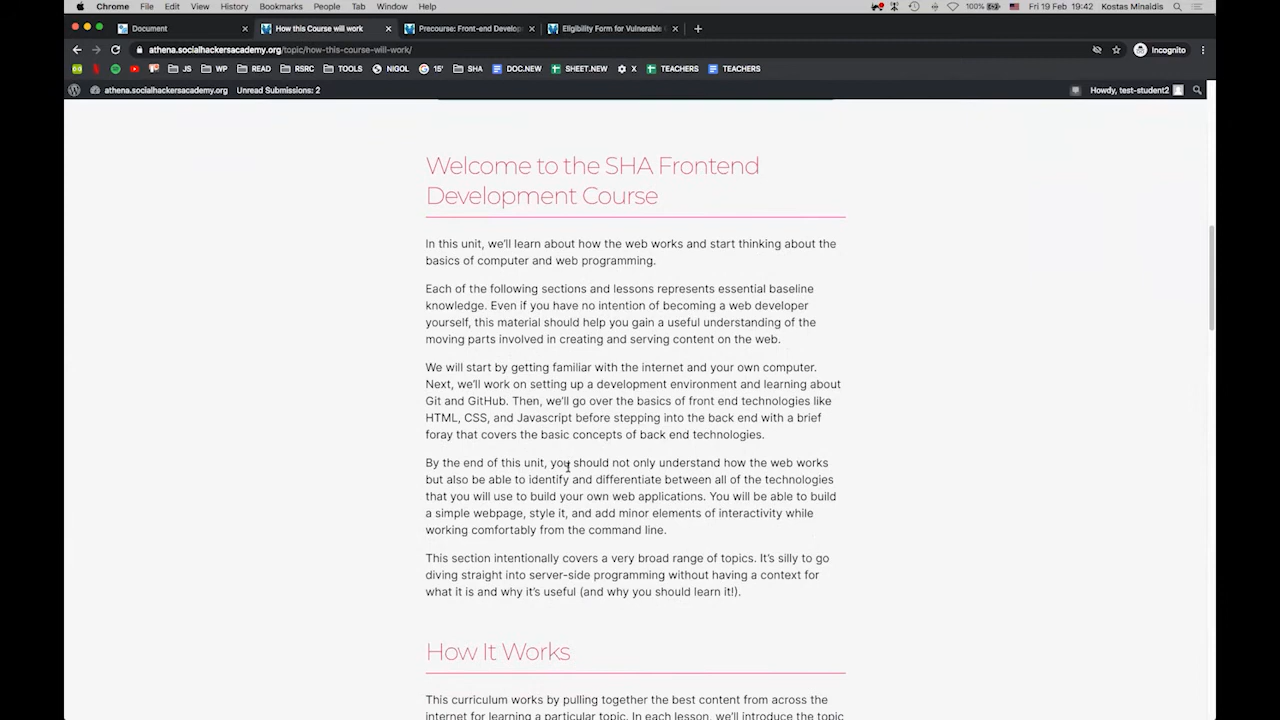 Chrome File Edit View History Bookmarks People Tab Window Help 100% Fri 19 Feb 19:42 Kostas Minaidis
Document How this Course will work Precourse: Front-end Develop Eligibility Form for Vulnerable
athena.socialhackersacademy.org/topic/how-this-course-will-work/ Incognito
JS WP READ RSRC TOOLS NIGOL 15' SHA DOC.NEW SHEET.NEW X TEACHERS TEACHERS
athena.socialhackersacademy.org Unread Submissions: 2 Howdy, test-student2
Welcome to the SHA Frontend
Development Course
In this unit, we'll learn about how the web works and start thinking about the
basics of computer and web programming.
Each of the following sections and lessons represents essential baseline
knowledge. Even if you have no intention of becoming a web developer
yourself, this material should help you gain a useful understanding of the
moving parts involved in creating and serving content on the web.
We will start by getting familiar with the internet and your own computer.
Next, we'll work on setting up a development environment and learning about
Git and GitHub. Then, we'll go over the basics of front end technologies like
HTML, CSS, and Javascript before stepping into the back end with a brief
foray that covers the basic concepts of back end technologies.
By the end of this unit, you should not only understand how the web works
but also be able to identify and differentiate between all of the technologies
that you will use to build your own web applications. You will be able to build
a simple webpage, style it, and add minor elements of interactivity while
working comfortably from the command line.
This section intentionally covers a very broad range of topics. It's silly to go
diving straight into server-side programming without having a context for
what it is and why it's useful (and why you should learn it!).
How It Works
This curriculum works by pulling together the best content from across the
internet for learning a particular topic. In each lesson, we'll introduce the topic